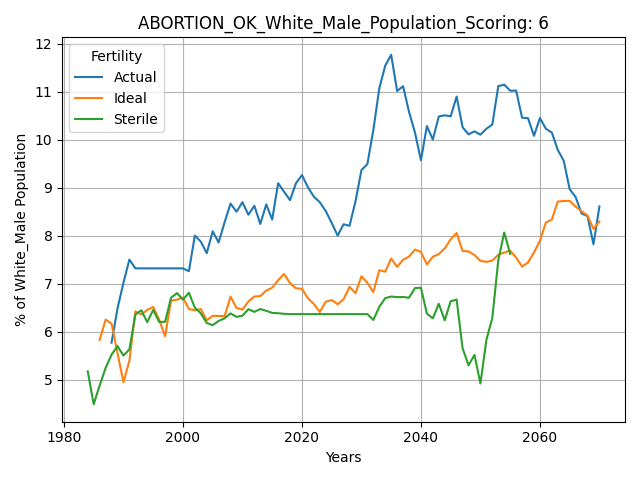 ABORTION_OK_White_Male_Population_Scoring: 6
Fertility
Actual
Ideal
Sterile
% of White_Male Population
12
11
10
9
8
7
6
5
1980 2000 2020 2040 2060
Years